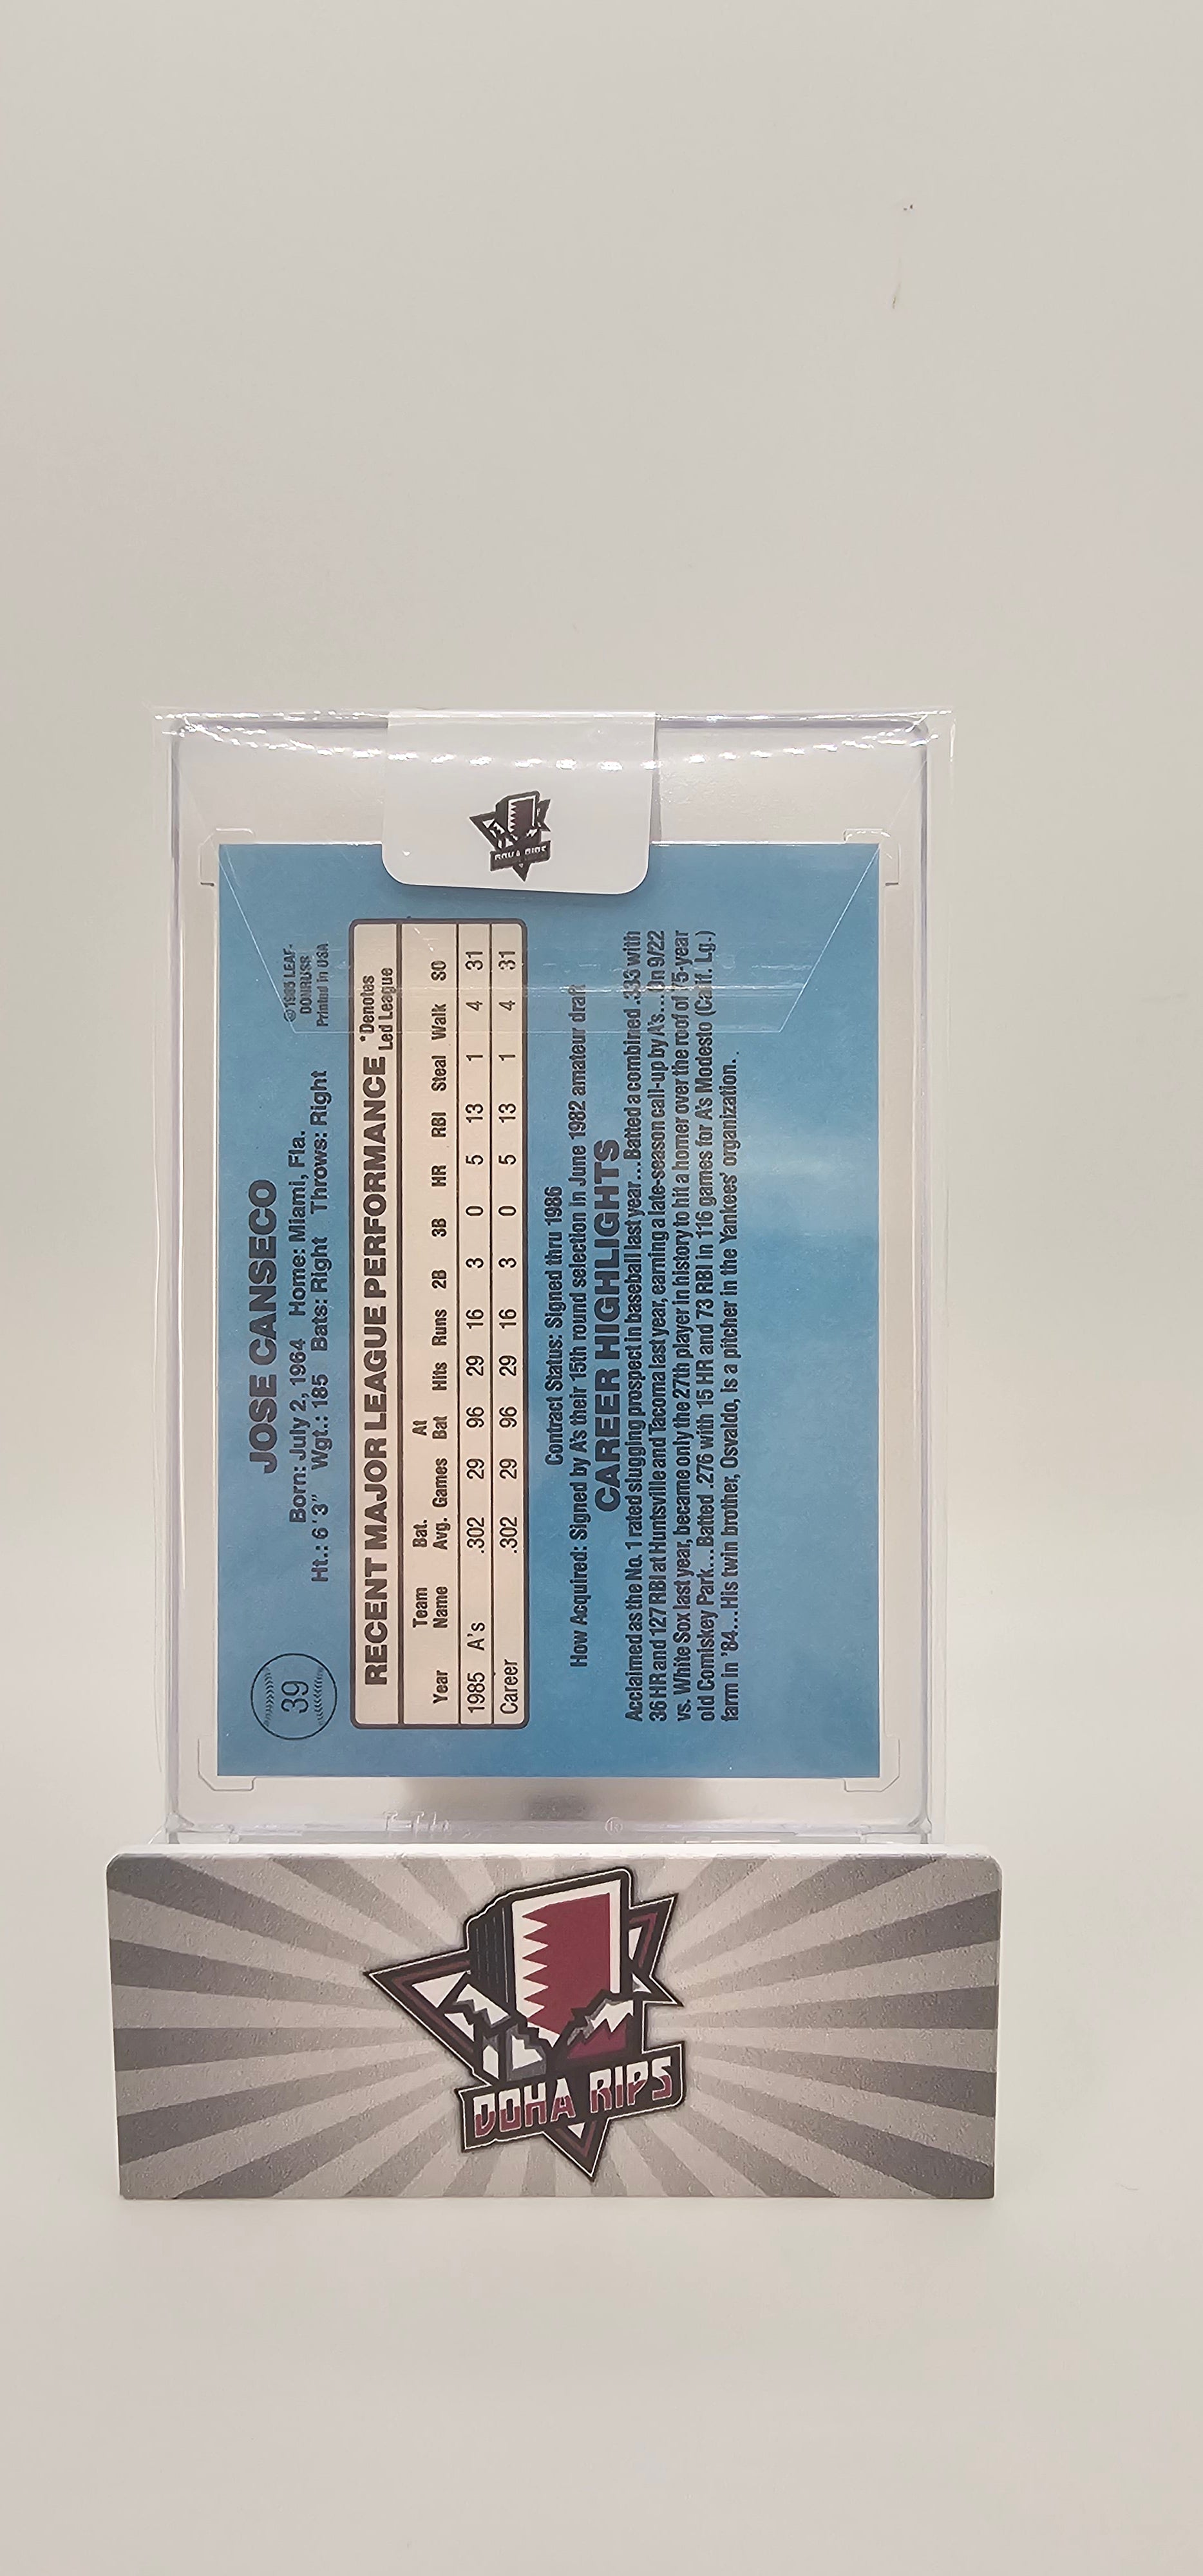 DOHA RIPS
39
JOSE CANSECO
©1985 LEAF-
DONRUSS
Printed in USA
Born: July 2, 1964 Home: Miami, Fla.
Ht.: 6'3" Wgt.: 185 Bats: Right Throws: Right
RECENT MAJOR LEAGUE PERFORMANCE
*Denotes
Led League
Year Team Name Bat. Avg. Games At Bat Hits Runs 2B 3B HR RBI Steal Walk SO
1985 A's .302 29 96 29 16 3 0 5 13 1 4 31
Career .302 29 96 29 16 3 0 5 13 1 4 31
Contract Status: Signed thru 1986
How Acquired: Signed by A's their 15th round selection in June 1982 amateur draft
CAREER HIGHLIGHTS
Acclaimed as the No. 1 rated slugging prospect in baseball last year...Batted a combined .333 with
36 HR and 127 RBI at Huntsville and Tacoma last year, earning a late-season call-up by A's...On 9/22
vs. White Sox last year, became only the 27th player in history to hit a homer over the roof of 75-year
old Comiskey Park...Batted .276 with 15 HR and 73 RBI in 116 games for A's Modesto (Calif. Lg.)
farm in '84...His twin brother, Osvaldo, is a pitcher in the Yankees' organization..
DOHA RIPS